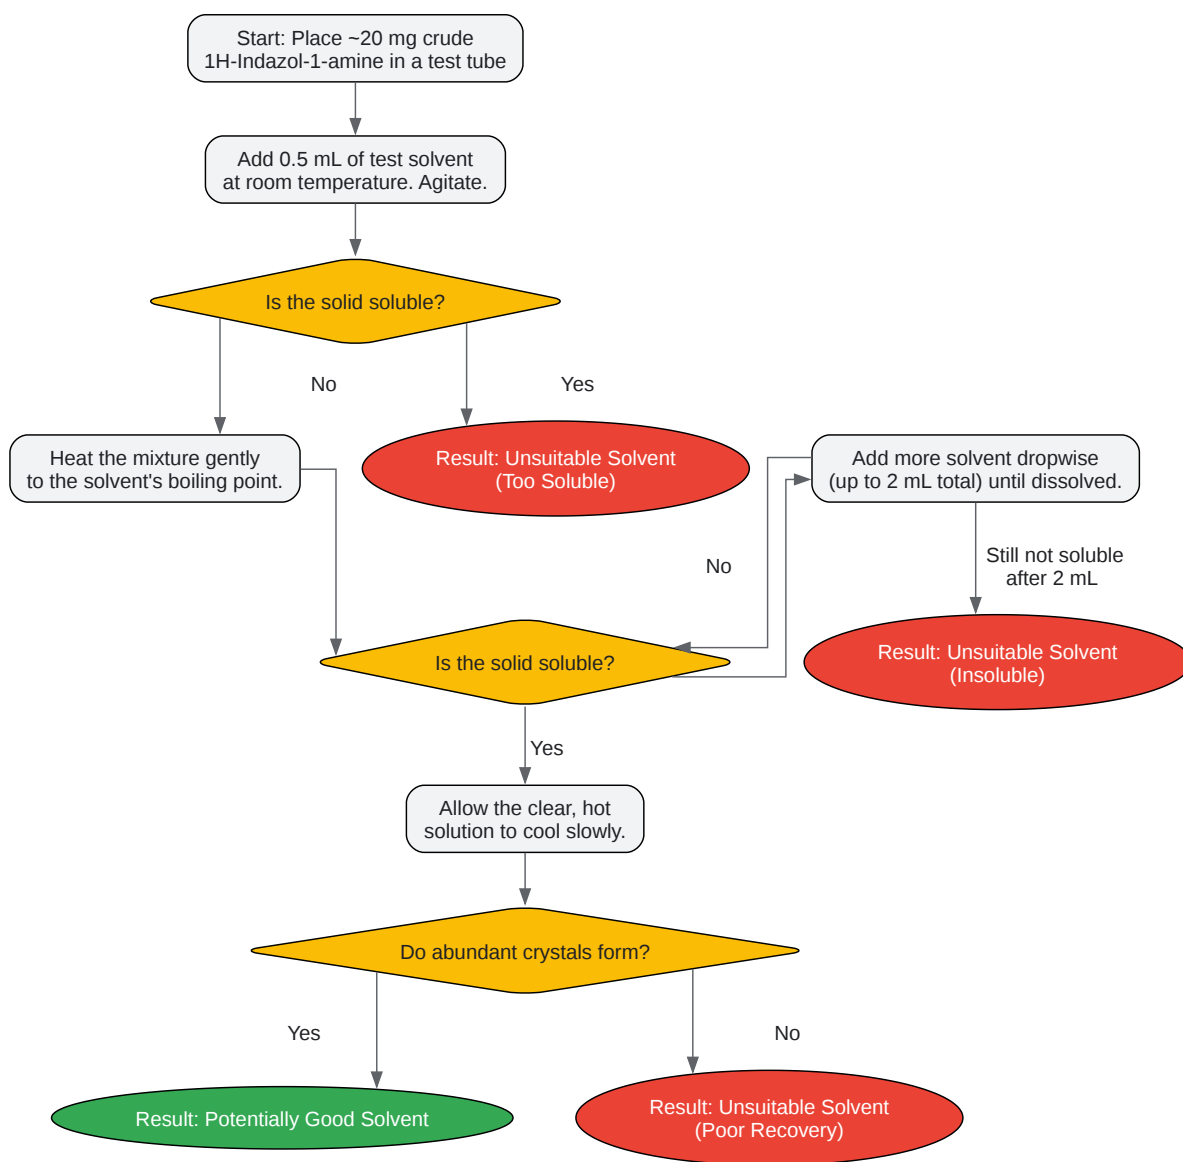 Start: Place ~20 mg crude
1H-Indazol-1-amine in a test tube
Add 0.5 mL of test solvent
at room temperature. Agitate.
Is the solid soluble?
No
Yes
Heat the mixture gently
to the solvent's boiling point.
Result: Unsuitable Solvent
(Too Soluble)
Add more solvent dropwise
(up to 2 mL total) until dissolved.
No
Still not soluble
after 2 mL
Is the solid soluble?
Result: Unsuitable Solvent
(Insoluble)
Yes
Allow the clear, hot
solution to cool slowly.
Do abundant crystals form?
Yes
No
Result: Potentially Good Solvent
Result: Unsuitable Solvent
(Poor Recovery)